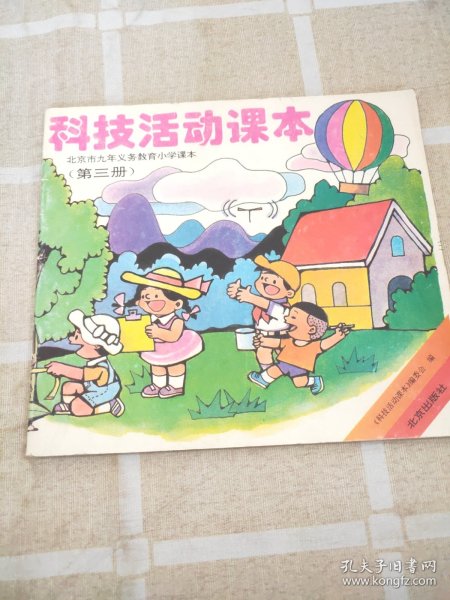 科技活动课本
北京市九年义务教育小学课本
（第三册）
《科技活动课本》编委会 编
北京出版社
孔夫子旧书网
www.kongfz.com